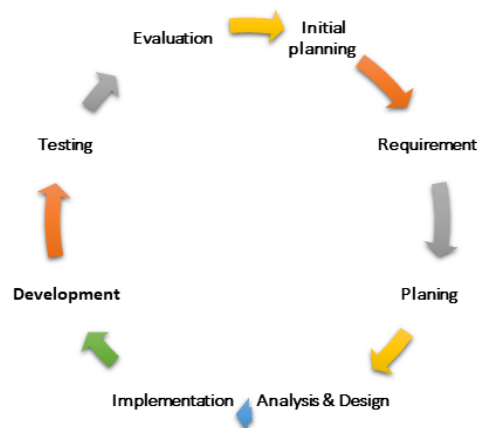 Evaluation
Initial
planning
Requirement
Planing
Analysis & Design
Implementation
Development
Testing